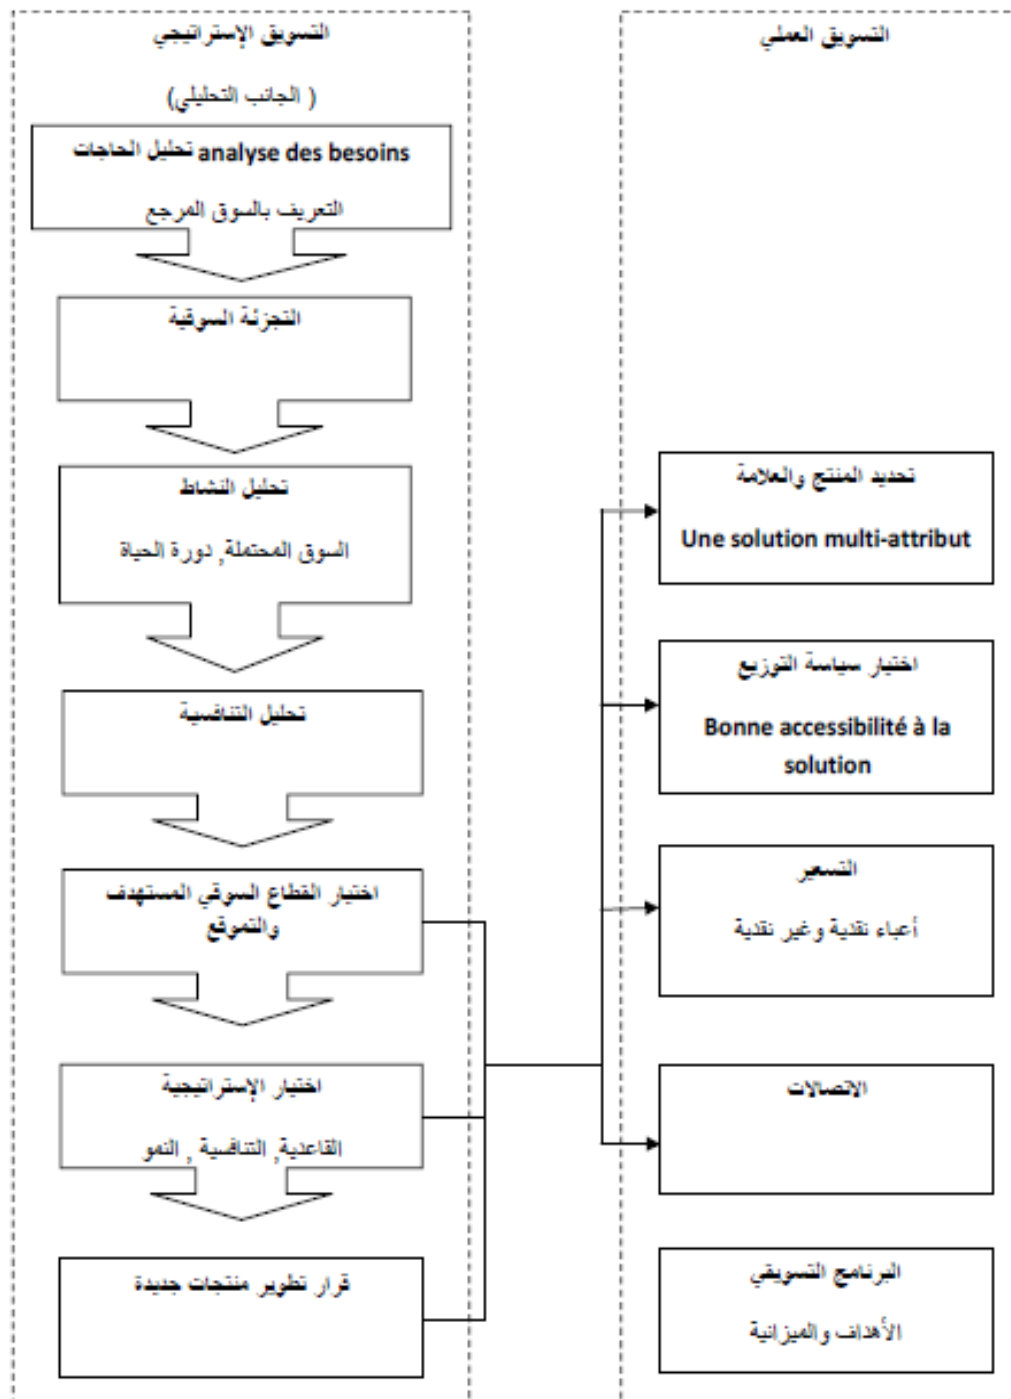 التسويق الإستراتيجي
( الجانب التحليلي)
تحليل الحاجات analyse des besoins
التعريف بالسوق المرجع
التجزئة السوقية
تحليل النشاط
السوق المحتملة, دورة الحياة
تحليل التنافسية
اختيار القطاع السوقي المستهدف
والتموقع
اختيار الإستراتيجية
القاعدية, التنافسية , النمو
قرار تطوير منتجات جديدة
التسويق العملي
تحديد المنتج والعلامة
Une solution multi-attribut
اختيار سياسة التوزيع
Bonne accessibilité à la
solution
التسعير
أعباء نقدية وغير نقدية
الاتصالات
البرنامج التسويقي
الأهداف والميزانية